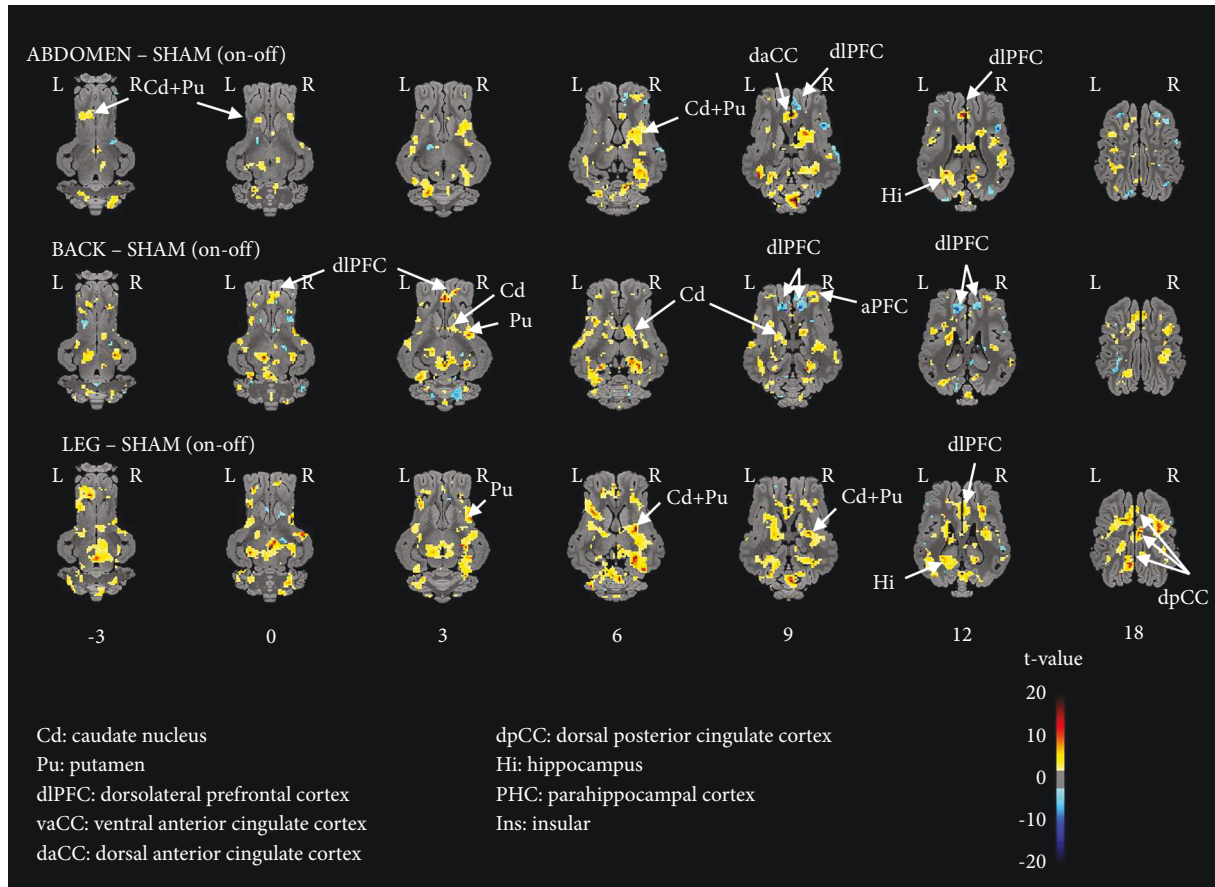 ABDOMEN – SHAM (on-off)
daCC
dlPFC
dlPFC
L R
Cd+Pu
L R
L R
L R
Cd+Pu
L R
L R
L R
Hi
BACK – SHAM (on-off)
dlPFC
dlPFC
dlPFC
L R
L R
L R
Cd
Pu
L R
Cd
L R
aPFC
L R
L R
LEG – SHAM (on-off)
dlPFC
L R
L R
L R
Pu
L R
Cd+Pu
L R
Cd+Pu
L R
L R
Hi
dpCC
-3 0 3 6 9 12 18
t-value
20
10
0
-10
-20
Cd: caudate nucleus
Pu: putamen
dlPFC: dorsolateral prefrontal cortex
vaCC: ventral anterior cingulate cortex
daCC: dorsal anterior cingulate cortex
dpCC: dorsal posterior cingulate cortex
Hi: hippocampus
PHC: parahippocampal cortex
Ins: insular